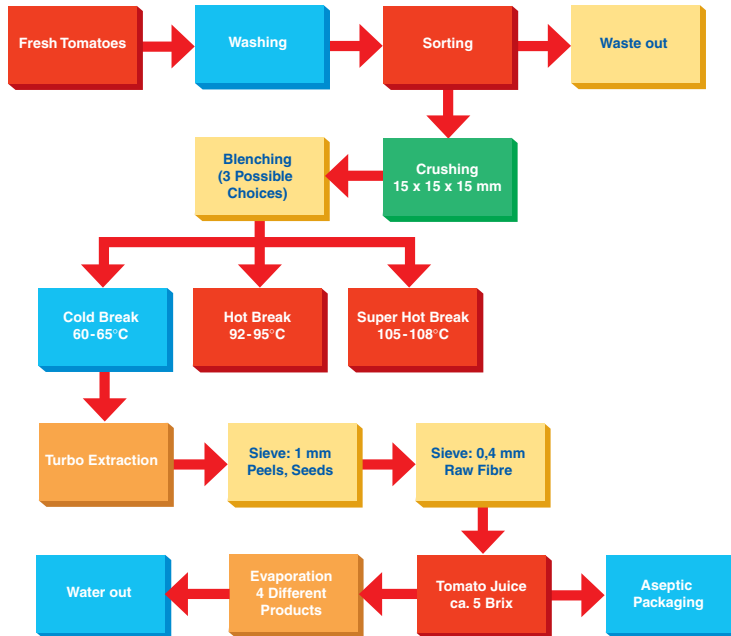 Fresh Tomatoes
Washing
Sorting
Waste out
Blenching
(3 Possible
Choices)
Crushing
15 x 15 x 15 mm
Cold Break
60-65°C
Hot Break
92-95°C
Super Hot Break
105-108°C
Turbo Extraction
Sieve: 1 mm
Peels, Seeds
Sieve: 0,4 mm
Raw Fibre
Water out
Evaporation
4 Different
Products
Tomato Juice
ca. 5 Brix
Aseptic
Packaging